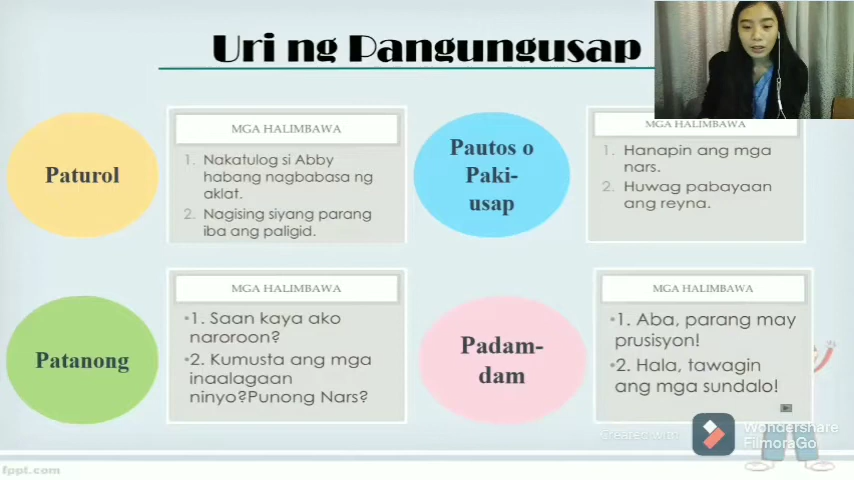 Uri ng Pangungusap
Paturol
MGA HALIMBAWA
1. Nakatulog si Abby
habang nagbabasa ng
aklat.
2. Nagising siyang parang
iba ang paligid.
Pautos o
Paki-
usap
MGA HALIMBAWA
1. Hanapin ang mga
nars.
2. Huwag pabayaan
ang reyna.
Patanong
MGA HALIMBAWA
•1. Saan kaya ako
naroroon?
•2. Kumusta ang mga
inaalagaan
ninyo?Punong Nars?
Padam-
dam
MGA HALIMBAWA
•1. Aba, parang may
prusisyon!
•2. Hala, tawagin
ang mga sundalo!
Created with
Wondershare
FilmoraGo
fppt.com